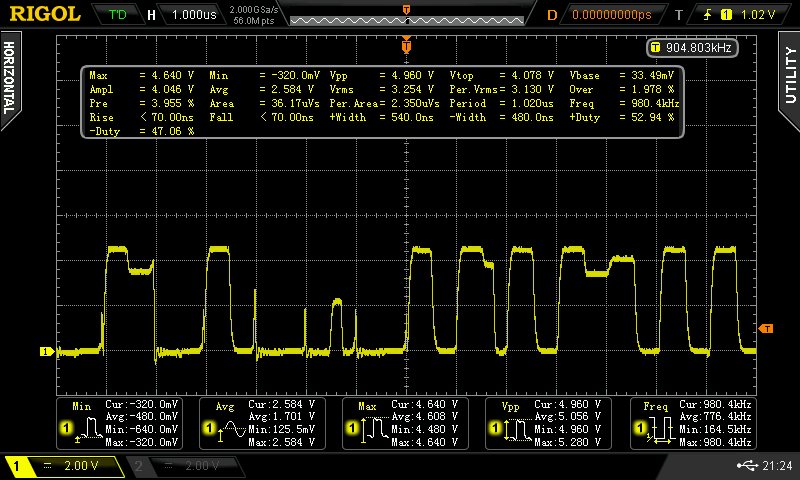 RIGOL T'D H 1.000us 2.000GSa/s 56.0M pts D 0.00000000ps T 1 1.02 V
HORIZONTAL
UTILITY
T 904.803kHz
Max = 4.640 V Min = -320.0mV Vpp = 4.960 V Vtop = 4.078 V Vbase = 33.49mV
Ampl = 4.046 V Avg = 2.584 V Vrms = 3.254 V Per.Vrms= 3.130 V Over = 1.978 %
Pre = 3.955 % Area = 36.17uVs Per.Area= 2.350uVs Period = 1.020us Freq = 980.4kHz
Rise <70.00ns Fall <70.00ns +Width = 540.0ns -Width = 480.0ns +Duty = 52.94 %
-Duty = 47.06 %
T
T
1
Min Cur:-320.0mV
Avg:-480.0mV
1 Min:-640.0mV
Max:-320.0mV
Avg Cur:2.584 V
Avg:1.701 V
1 Min:125.5mV
Max:2.584 V
Max Cur:4.640 V
Avg:4.608 V
1 Min:4.480 V
Max:4.640 V
Vpp Cur:4.960 V
Avg:5.056 V
1 Min:4.960 V
Max:5.280 V
Freq Cur:980.4kHz
Avg:776.4kHz
1 Min:164.5kHz
Max:980.4kHz
1 = 2.00 V 2 = 2.00 V 21:24